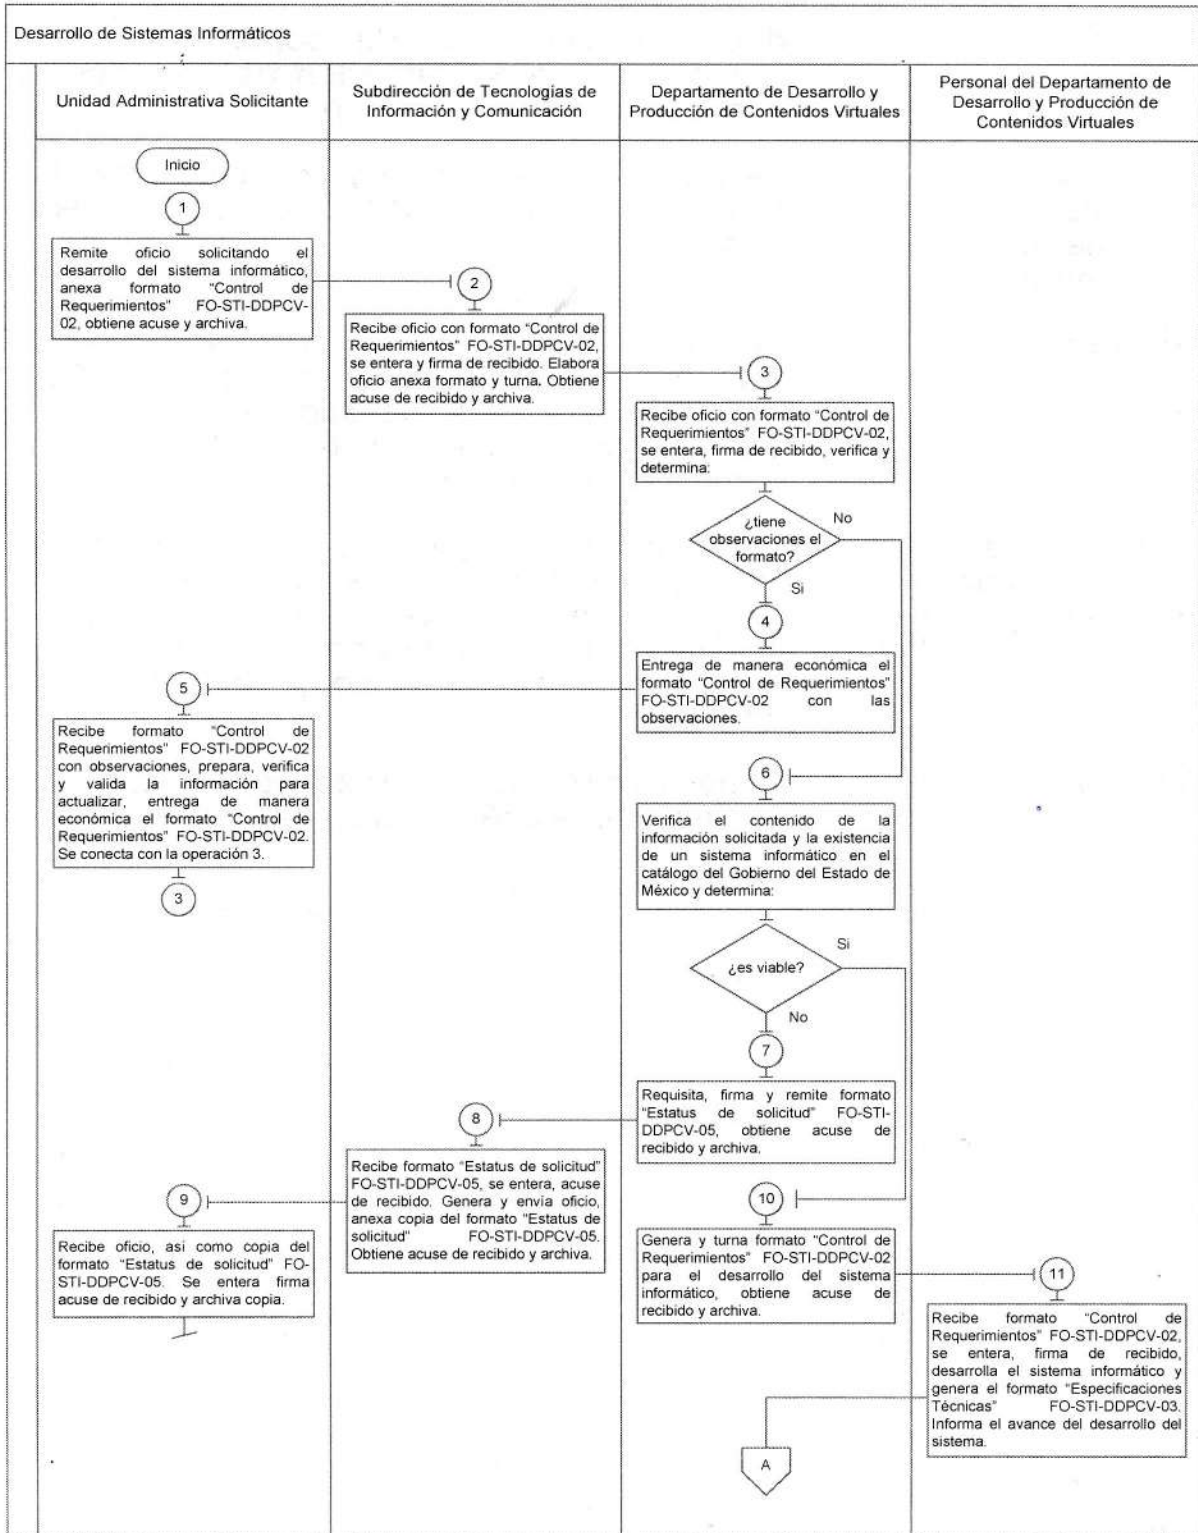 Desarrollo de Sistemas Informáticos
Unidad Administrativa Solicitante
Subdirección de Tecnologías de
Información y Comunicación
Departamento de Desarrollo y
Producción de Contenidos Virtuales
Personal del Departamento de
Desarrollo y Producción de
Contenidos Virtuales
Inicio
1
Remite oficio solicitando el
desarrollo del sistema informático,
anexa formato "Control de
Requerimientos" FO-STI-DDPCV-
02, obtiene acuse y archiva.
2
Recibe oficio con formato "Control de
Requerimientos" FO-STI-DDPCV-02,
se entera y firma de recibido. Elabora
oficio anexa formato y turna. Obtiene
acuse de recibido y archiva.
3
Recibe oficio con formato "Control de
Requerimientos" FO-STI-DDPCV-02,
se entera, firma de recibido, verifica y
determina:
¿tiene
observaciones el
formato?
No
Si
4
Entrega de manera económica el
formato "Control de Requerimientos"
FO-STI-DDPCV-02 con las
observaciones.
5
Recibe formato "Control de
Requerimientos" FO-STI-DDPCV-02
con observaciones, prepara, verifica
y valida la información para
actualizar, entrega de manera
económica el formato "Control de
Requerimientos" FO-STI-DDPCV-02.
Se conecta con la operación 3.
3
6
Verifica el contenido de la
información solicitada y la existencia
de un sistema informático en el
catálogo del Gobierno del Estado de
México y determina:
¿es viable?
Si
No
7
Requisita, firma y remite formato
"Estatus de solicitud" FO-STI-
DDPCV-05, obtiene acuse de
recibido y archiva.
8
Recibe formato "Estatus de solicitud"
FO-STI-DDPCV-05, se entera, acuse
de recibido. Genera y envía oficio,
anexa copia del formato "Estatus de
solicitud" FO-STI-DDPCV-05.
Obtiene acuse de recibido y archiva.
9
Recibe oficio, así como copia del
formato "Estatus de solicitud" FO-
STI-DDPCV-05. Se entera firma
acuse de recibido y archiva copia.
10
Genera y turna formato "Control de
Requerimientos" FO-STI-DDPCV-02
para el desarrollo del sistema
informático, obtiene acuse de
recibido y archiva.
11
Recibe formato "Control de
Requerimientos" FO-STI-DDPCV-02,
se entera, firma de recibido,
desarrolla el sistema informático y
genera el formato "Especificaciones
Técnicas" FO-STI-DDPCV-03.
Informa el avance del desarrollo del
sistema.
A